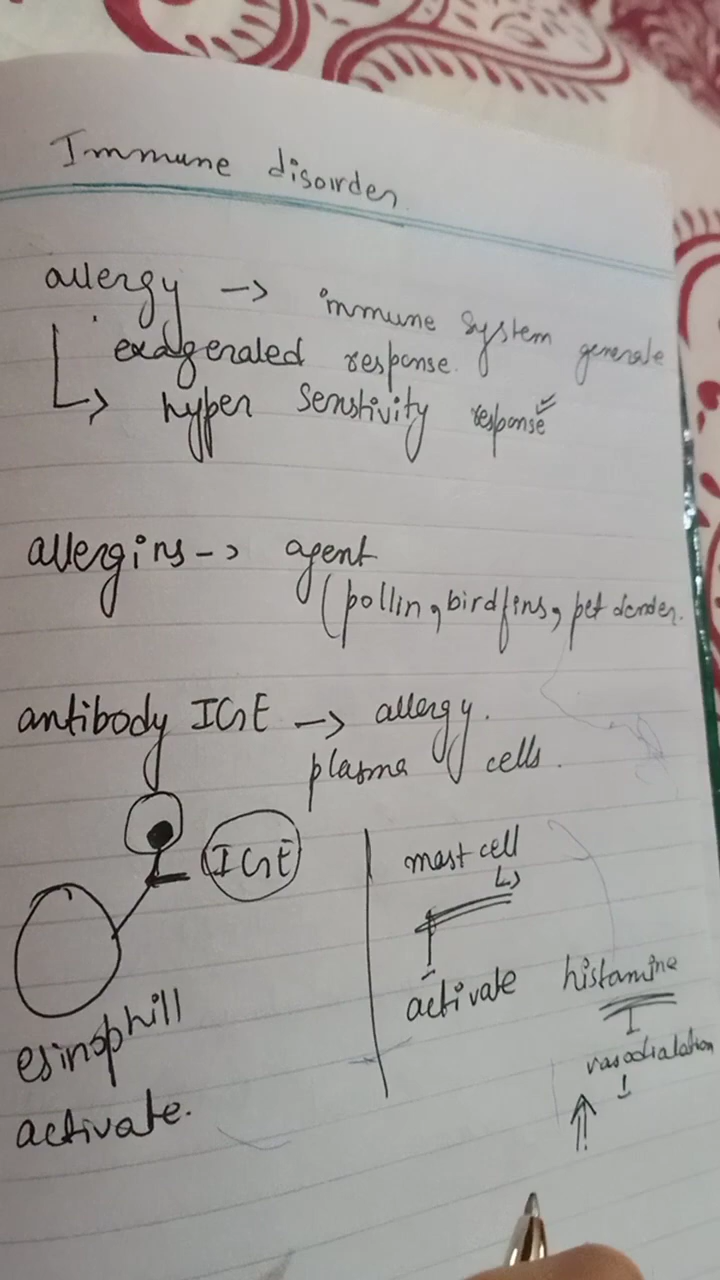 Immune disorder
allergy -> immune system generate
exagerated response.
↳ hyper senstivity response
allergins -> agent
(pollin, birdfins, pet dander.
antibody IGE -> allergy.
plasma cells.
IGE
esinophill
activate.
mast cell
activate histamine
vasodialation